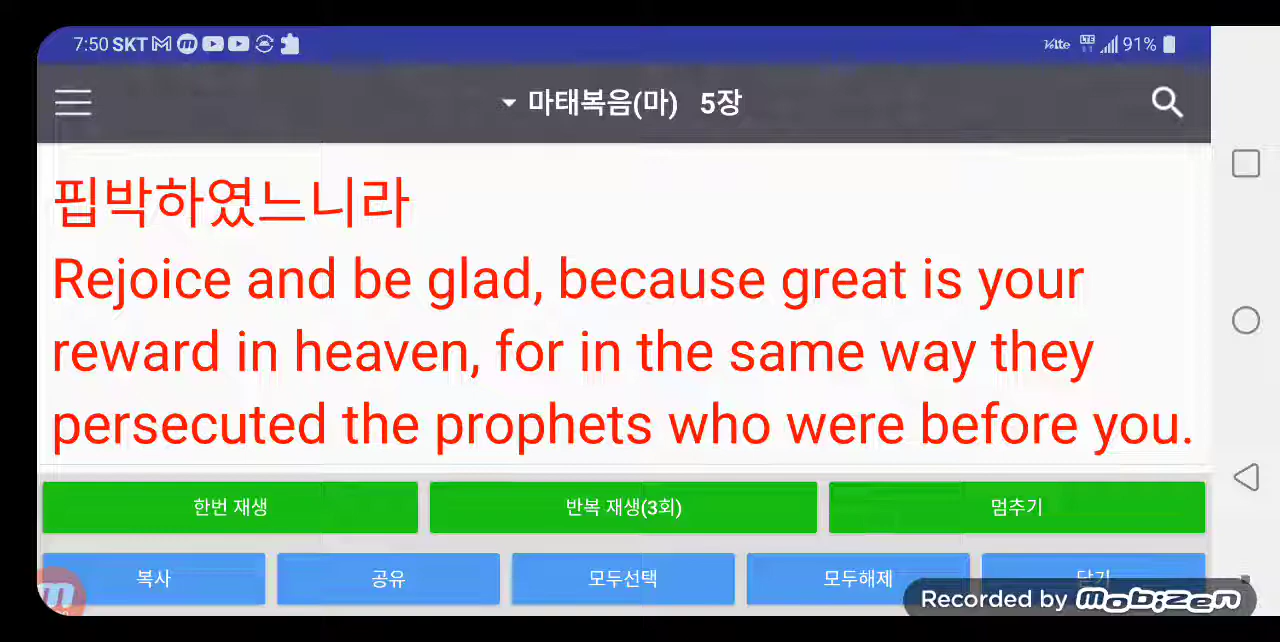 7:50 SKT 91%
마태복음(마) 5장
핍박하였느니라
Rejoice and be glad, because great is your
reward in heaven, for in the same way they
persecuted the prophets who were before you.
한번 재생 반복 재생(3회) 멈추기
복사 공유 모두선택 모두해제
Recorded by mobizen